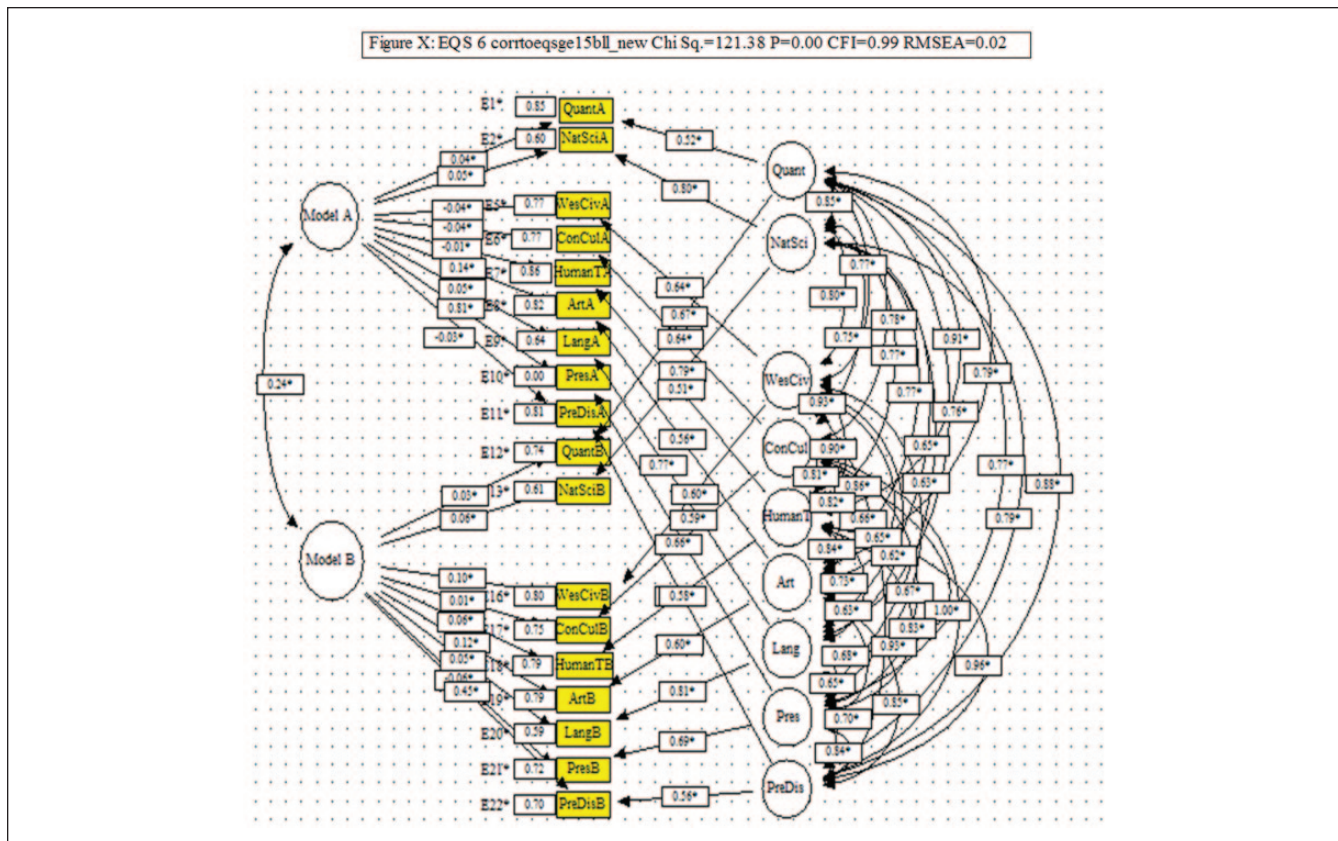 Figure X: EQS 6 corrtoeqsge15bll_new Chi Sq.=121.38 P=0.00 CFI=0.99 RMSEA=0.02
E1* 0.85 QuantA
E2* 0.60 NatSciA
0.52*
0.04*
0.05*
0.80*
Quant
0.85*
Model A
E5* 0.77 WesCivA
-0.04*
-0.04*
E6* 0.77 ConCulA
-0.01*
NatSci
0.77*
E7* 0.86 HumanTA
0.14*
0.05*
0.64*
0.80*
E8* 0.82 ArtA
0.81*
0.67*
0.78*
-0.03*
E9* 0.64 LangA
0.64*
0.75*
0.91*
0.77*
E10* 0.00 PresA
0.79*
0.79*
WesCiv
0.24*
0.51*
0.77*
0.93*
0.76*
E11* 0.81 PreDisA
0.56*
E12* 0.74 QuantB
ConCul
0.90*
0.65*
0.77*
0.77*
0.81*
0.86*
0.63*
0.88*
13* 0.61 NatSciB
0.03*
0.60*
0.82*
0.06*
0.59*
HumanT
0.66*
0.79*
0.65*
0.66*
0.84*
0.62*
Model B
0.10*
Art
0.73*
0.67*
16* 0.80 WesCivB
0.58*
0.01*
0.63*
1.00*
0.06*
17* 0.75 ConCulB
0.83*
0.12*
0.60*
0.93*
0.05*
Lang
0.68*
18* 0.79 HumanTB
0.96*
-0.06*
0.65*
0.45*
19* 0.79 ArtB
0.81*
0.85*
Pres
0.70*
E20* 0.59 LangB
0.69*
0.84*
E21* 0.72 PresB
PreDis
0.56*
E22* 0.70 PreDisB